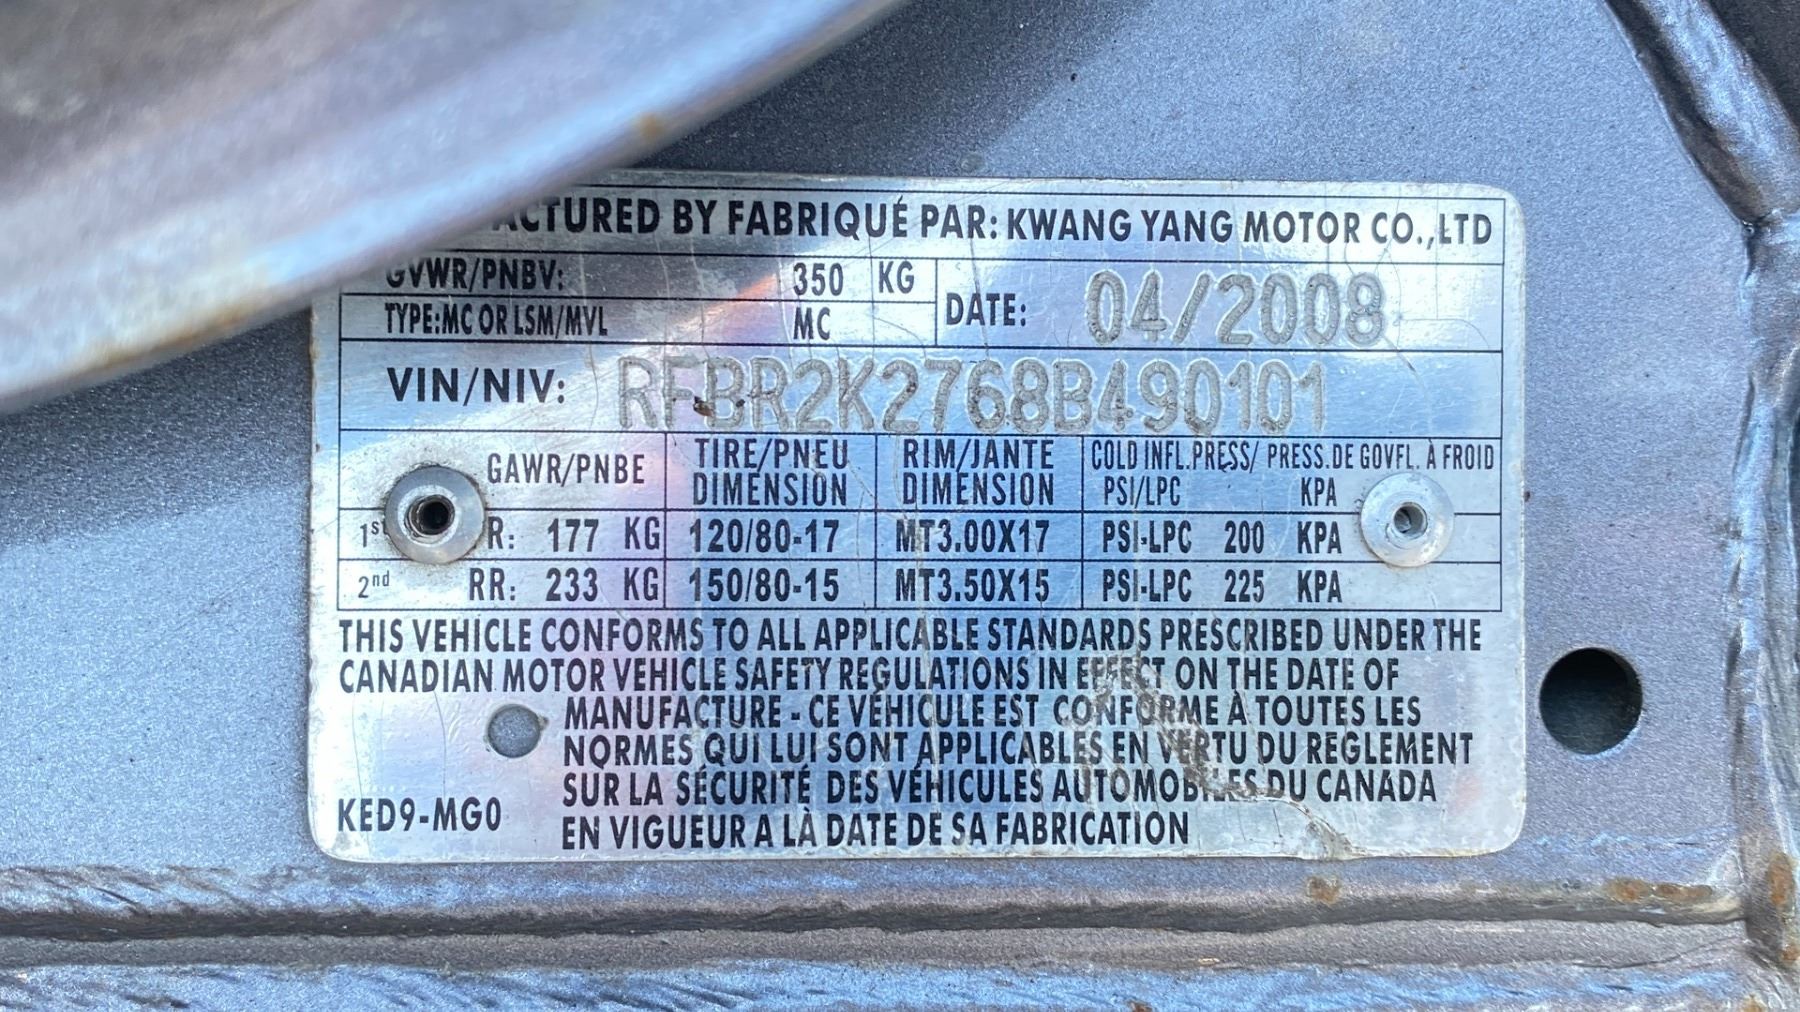 ACTURED BY FABRIQUÉ PAR: KWANG YANG MOTOR CO.,LTD
GVWR/PNBV: 350 KG
TYPE:MC OR LSM/MVL MC
DATE: 04/2008
VIN/NIV: RFBR2K2768B490101
GAWR/PNBE TIRE/PNEU DIMENSION RIM/JANTE DIMENSION COLD INFL.PRESS/ PRESS.DE GOVFL. À FROID PSI/LPC KPA
1st R: 177 KG 120/80-17 MT3.00X17 PSI-LPC 200 KPA
2nd RR: 233 KG 150/80-15 MT3.50X15 PSI-LPC 225 KPA
THIS VEHICLE CONFORMS TO ALL APPLICABLE STANDARDS PRESCRIBED UNDER THE
CANADIAN MOTOR VEHICLE SAFETY REGULATIONS IN EFFECT ON THE DATE OF
MANUFACTURE - CE VÉHICULE EST CONFORME À TOUTES LES
NORMES QUI LUI SONT APPLICABLES EN VERTU DU RĖGLEMENT
SUR LA SÉCURITÉ DES VÉHICULES AUTOMOBILES DU CANADA
EN VIGUEUR A LÀ DATE DE SA FABRICATION
KED9-MG0